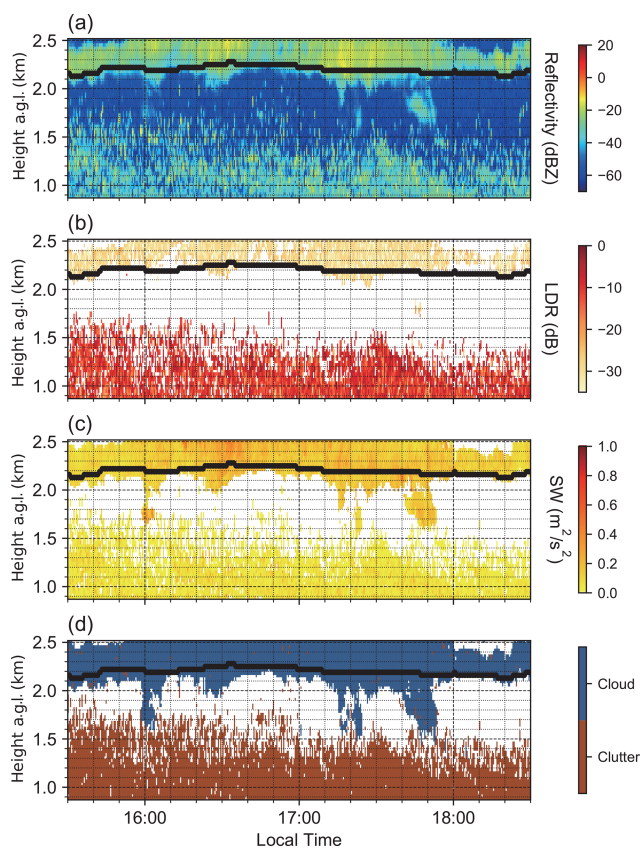 (a)
2.5
2.0
1.5
1.0
Height a.g.l. (km)
20
0
−20
−40
−60
Reflectivity (dBZ)
(b)
2.5
2.0
1.5
1.0
Height a.g.l. (km)
0
−10
−20
−30
LDR (dB)
(c)
2.5
2.0
1.5
1.0
Height a.g.l. (km)
1.0
0.8
0.6
0.4
0.2
0.0
SW (m²/s²)
(d)
2.5
2.0
1.5
1.0
Height a.g.l. (km)
Cloud
Clutter
16:00 17:00 18:00
Local Time